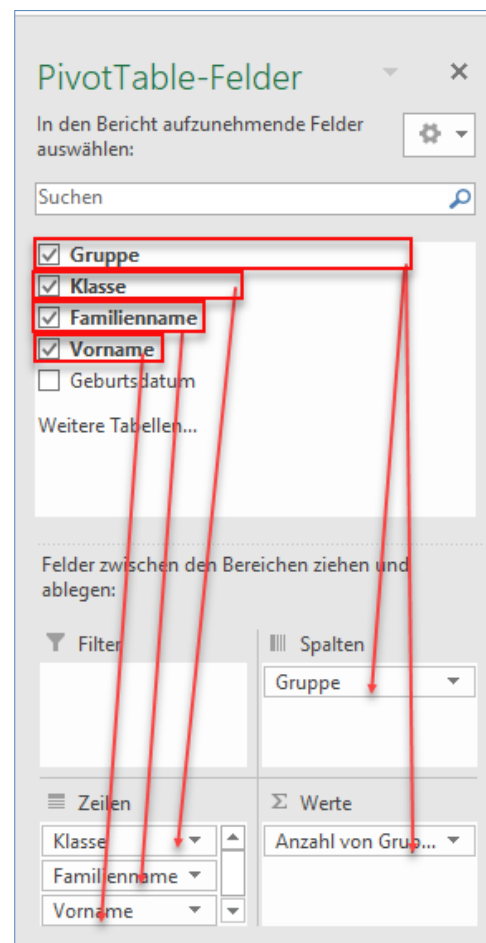 PivotTable-Felder
In den Bericht aufzunehmende Felder
auswählen:
Suchen
Gruppe
Klasse
Familienname
Vorname
Geburtsdatum
Weitere Tabellen...
Felder zwischen den Bereichen ziehen und
ablegen:
Filter
Spalten
Gruppe
Zeilen
Σ Werte
Klasse
Anzahl von Grup...
Familienname
Vorname